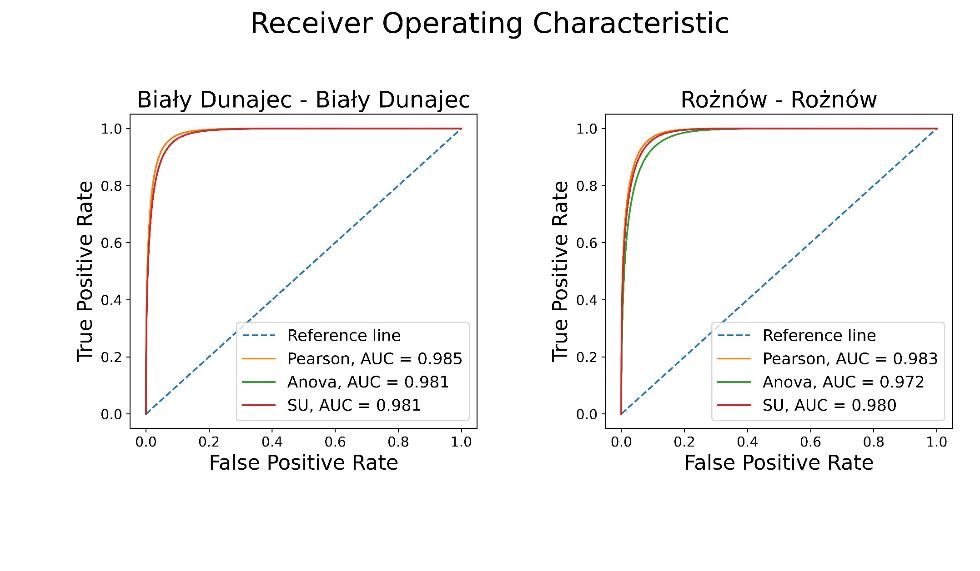 Receiver Operating Characteristic
Biały Dunajec - Biały Dunajec
1.0
0.8
0.6
0.4
0.2
0.0
True Positive Rate
Reference line
Pearson, AUC = 0.985
Anova, AUC = 0.981
SU, AUC = 0.981
0.0 0.2 0.4 0.6 0.8 1.0
False Positive Rate
Rożnów - Rożnów
1.0
0.8
0.6
0.4
0.2
0.0
True Positive Rate
Reference line
Pearson, AUC = 0.983
Anova, AUC = 0.972
SU, AUC = 0.980
0.0 0.2 0.4 0.6 0.8 1.0
False Positive Rate